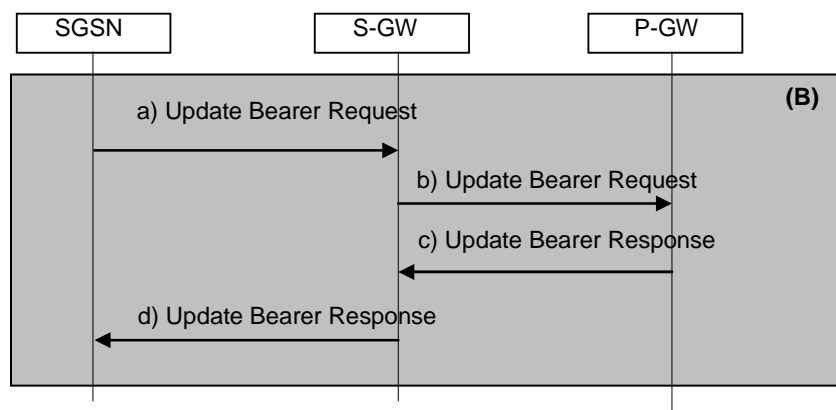 SGSN
S-GW
P-GW
(B)
a) Update Bearer Request
b) Update Bearer Request
c) Update Bearer Response
d) Update Bearer Response